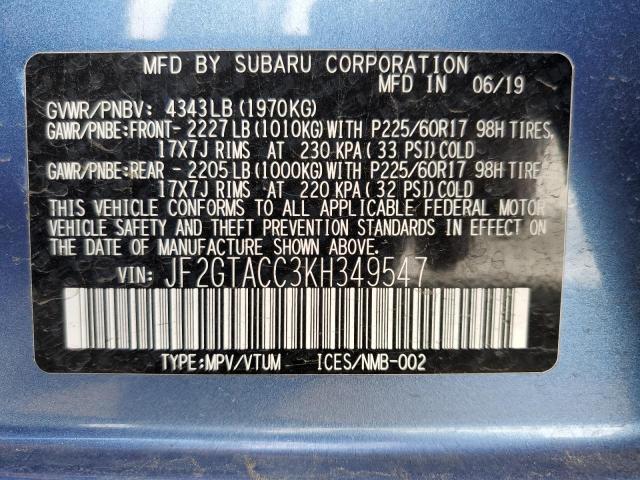 MFD BY SUBARU CORPORATION
MFD IN 06/19
GVWR/PNBV: 4343LB (1970KG)
GAWR/PNBE:FRONT-2227LB(1010KG)WITH P225/60R17 98H TIRES,
17X7J RIMS AT 230 KPA (33 PSI)COLD
GAWR/PNBE:REAR -2205LB(1000KG)WITH P225/60R17 98H TIRES,
17X7J RIMS AT 220 KPA (32 PSI)COLD
THIS VEHICLE CONFORMS TO ALL APPLICABLE FEDERAL MOTOR
VEHICLE SAFETY AND THEFT PREVENTION STANDARDS IN EFFECT ON
THE DATE OF MANUFACTURE SHOWN ABOVE.
VIN: JF2GTACC3KH349547
TYPE:MPV/VTUM ICES/NMB-002